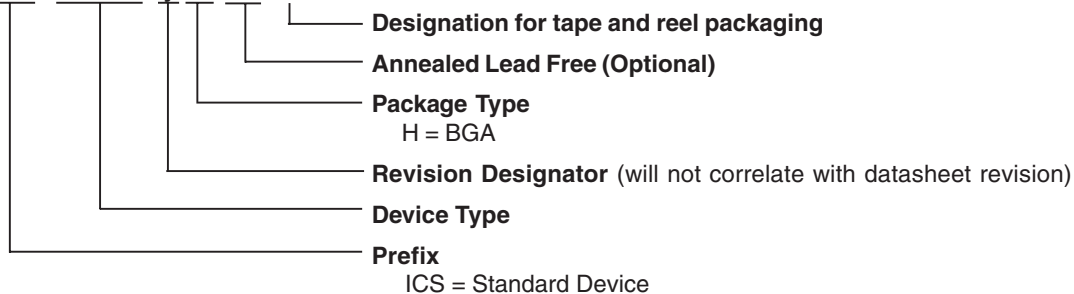 Designation for tape and reel packaging
Annealed Lead Free (Optional)
Package Type
H = BGA
Revision Designator (will not correlate with datasheet revision)
Device Type
Prefix
ICS = Standard Device